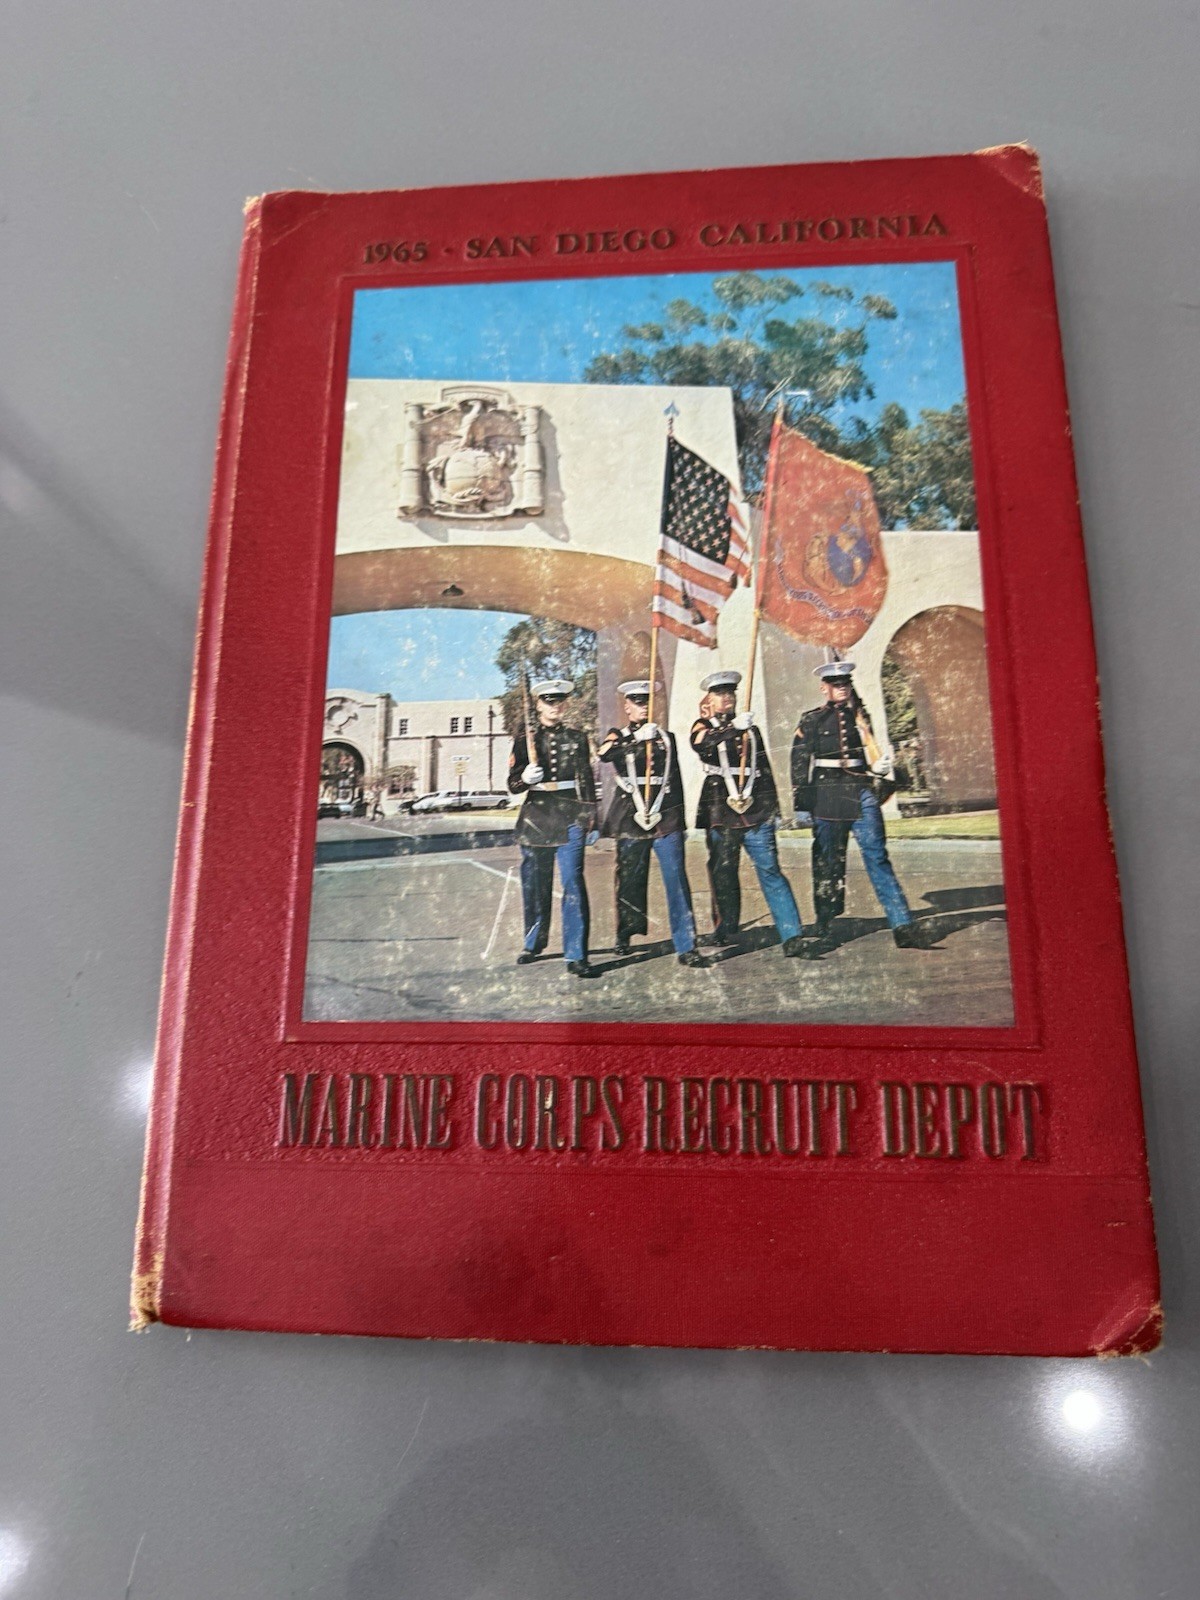 1965 · SAN DIEGO CALIFORNIA
MARINE CORPS RECRUIT DEPOT